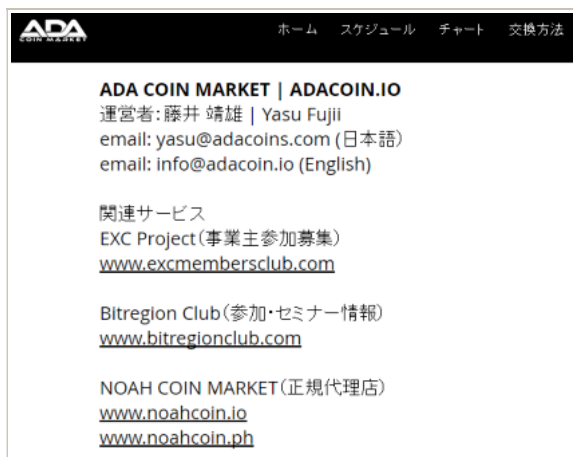 ADA
COIN MARKET
ホーム スケジュール チャート 交換方法
ADA COIN MARKET | ADACOIN.IO
運営者: 藤井 靖雄 | Yasu Fujii
email: yasu@adacoins.com (日本語)
email: info@adacoin.io (English)
関連サービス
EXC Project(事業主参加募集)
www.excmembersclub.com
Bitregion Club(参加・セミナー情報)
www.bitregionclub.com
NOAH COIN MARKET(正規代理店)
www.noahcoin.io
www.noahcoin.ph